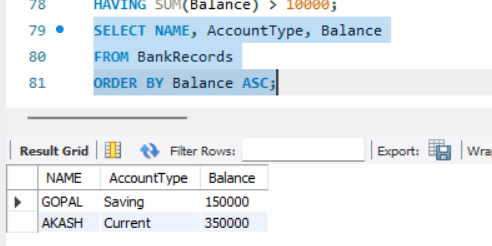 78 HAVING SUM(Balance) > 10000;
79 SELECT NAME, AccountType, Balance
80 FROM BankRecords
81 ORDER BY Balance ASC;
Result Grid Filter Rows: Export: Wra
NAME AccountType Balance
GOPAL Saving 150000
AKASH Current 350000